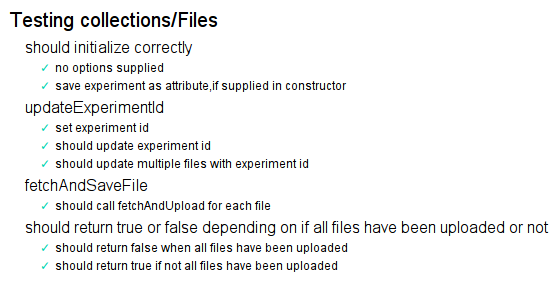 Testing collections/Files
should initialize correctly
✓ no options supplied
✓ save experiment as attribute,if supplied in constructor
updateExperimentId
✓ set experiment id
✓ should update experiment id
✓ should update multiple files with experiment id
fetchAndSaveFile
✓ should call fetchAndUpload for each file
should return true or false depending on if all files have been uploaded or not
✓ should return false when all files have been uploaded
✓ should return true if not all files have been uploaded